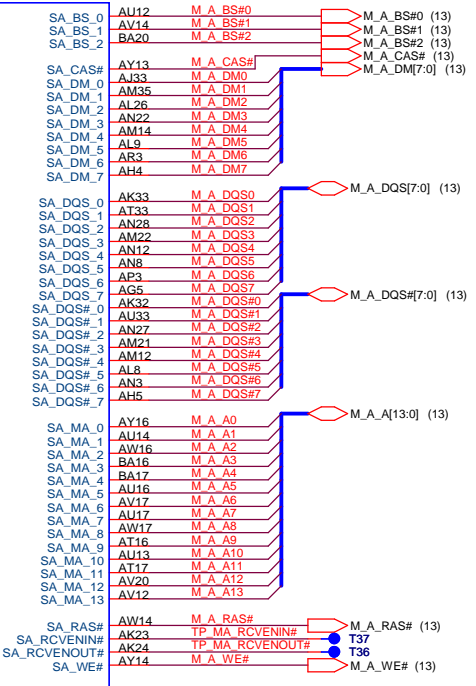 SA_BS_0 AU12 M_A_BS#0 M_A_BS#0 (13)
SA_BS_1 AV14 M_A_BS#1 M_A_BS#1 (13)
SA_BS_2 BA20 M_A_BS#2 M_A_BS#2 (13)
SA_CAS# AY13 M_A_CAS# M_A_CAS# (13)
SA_DM_0 AJ33 M_A_DM0 M_A_DM[7:0] (13)
SA_DM_1 AM35 M_A_DM1
SA_DM_2 AL26 M_A_DM2
SA_DM_3 AN22 M_A_DM3
SA_DM_4 AM14 M_A_DM4
SA_DM_5 AL9 M_A_DM5
SA_DM_6 AR3 M_A_DM6
SA_DM_7 AH4 M_A_DM7
SA_DQS_0 AK33 M_A_DQS0 M_A_DQS[7:0] (13)
SA_DQS_1 AT33 M_A_DQS1
SA_DQS_2 AN28 M_A_DQS2
SA_DQS_3 AM22 M_A_DQS3
SA_DQS_4 AN12 M_A_DQS4
SA_DQS_5 AN8 M_A_DQS5
SA_DQS_6 AP3 M_A_DQS6
SA_DQS_7 AG5 M_A_DQS7
SA_DQS#_0 AK32 M_A_DQS#0 M_A_DQS#[7:0] (13)
SA_DQS#_1 AU33 M_A_DQS#1
SA_DQS#_2 AN27 M_A_DQS#2
SA_DQS#_3 AM21 M_A_DQS#3
SA_DQS#_4 AM12 M_A_DQS#4
SA_DQS#_5 AL8 M_A_DQS#5
SA_DQS#_6 AN3 M_A_DQS#6
SA_DQS#_7 AH5 M_A_DQS#7
SA_MA_0 AY16 M_A_A0 M_A_A[13:0] (13)
SA_MA_1 AU14 M_A_A1
SA_MA_2 AW16 M_A_A2
SA_MA_3 BA16 M_A_A3
SA_MA_4 BA17 M_A_A4
SA_MA_5 AU16 M_A_A5
SA_MA_6 AV17 M_A_A6
SA_MA_7 AU17 M_A_A7
SA_MA_8 AW17 M_A_A8
SA_MA_9 AT16 M_A_A9
SA_MA_10 AU13 M_A_A10
SA_MA_11 AT17 M_A_A11
SA_MA_12 AV20 M_A_A12
SA_MA_13 AV12 M_A_A13
SA_RAS# AW14 M_A_RAS# M_A_RAS# (13)
SA_RCVENIN# AK23 TP_MA_RCVENIN# T37
SA_RCVENOUT# AK24 TP_MA_RCVENOUT# T36
SA_WE# AY14 M_A_WE# M_A_WE# (13)